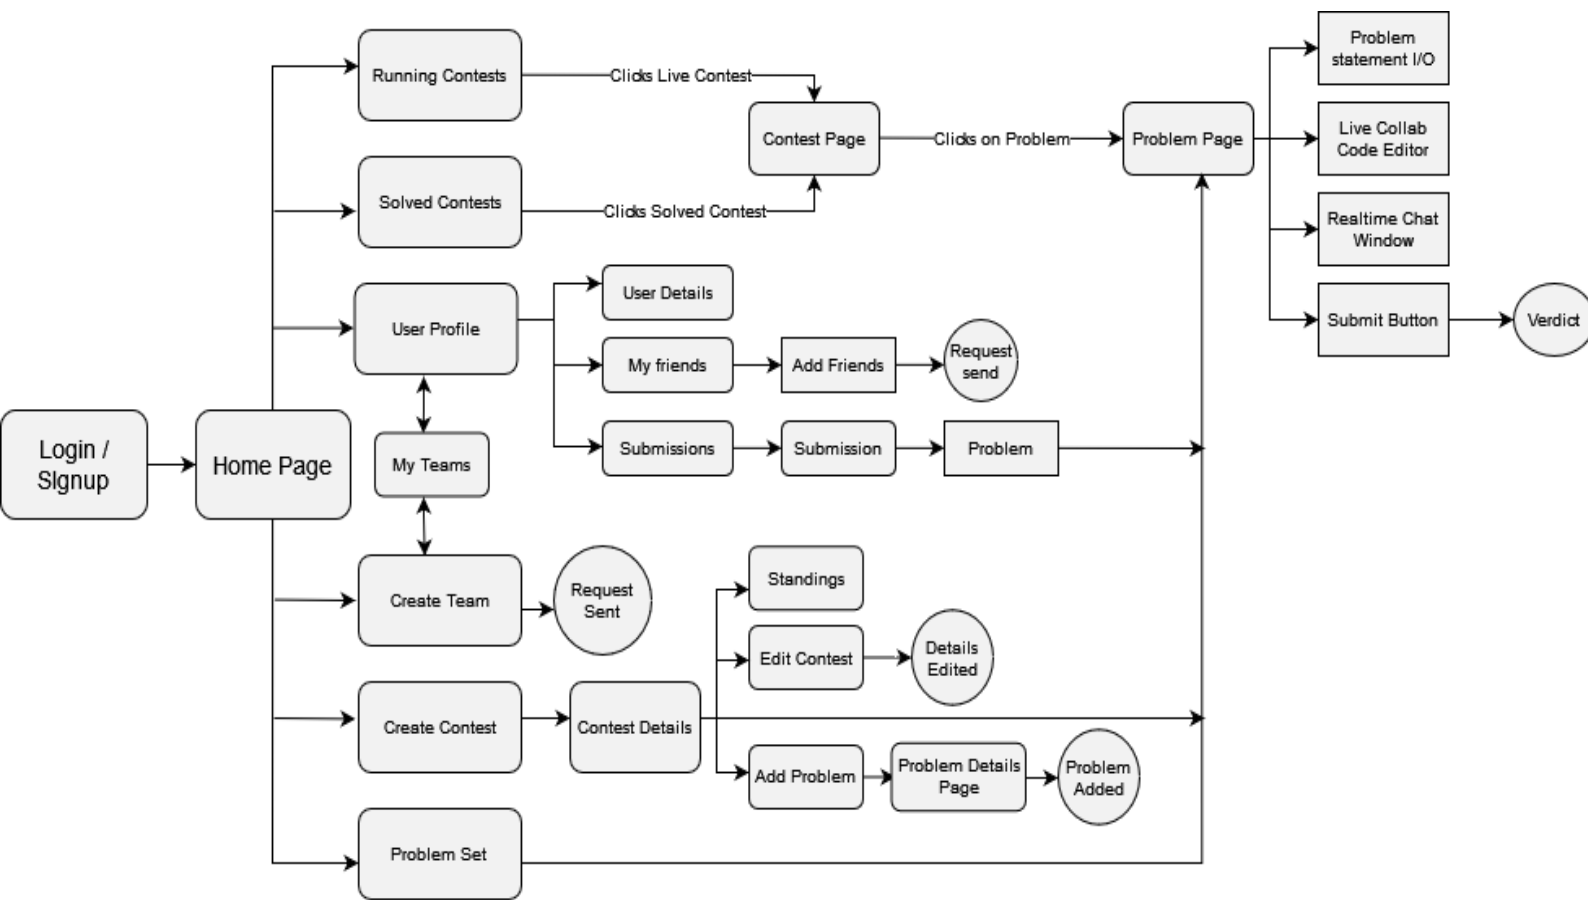 Login /
SIgnup
Home Page
Running Contests
Clicks Live Contest
Solved Contests
Clicks Solved Contest
Contest Page
Clicks on Problem
Problem Page
Problem
statement I/O
Live Collab
Code Editor
Realtime Chat
Window
Submit Button
Verdict
User Profile
User Details
My friends
Add Friends
Request
send
Submissions
Submission
Problem
My Teams
Create Team
Request
Sent
Create Contest
Contest Details
Standings
Edit Contest
Details
Edited
Add Problem
Problem Details
Page
Problem
Added
Problem Set